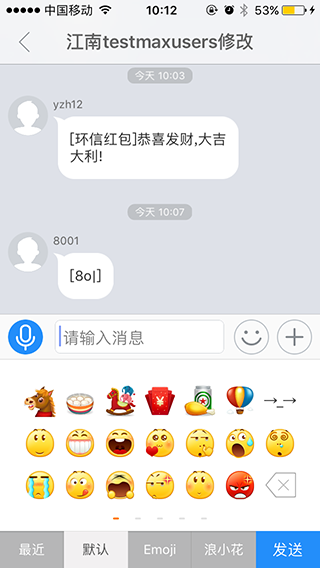 中国移动 10:12 53%
江南testmaxusers修改
今天 10:03
yzh12
[环信红包]恭喜发财,大吉
大利!
今天 10:07
8001
[8o|]
请输入消息
→_→
最近 默认 Emoji 浪小花 发送